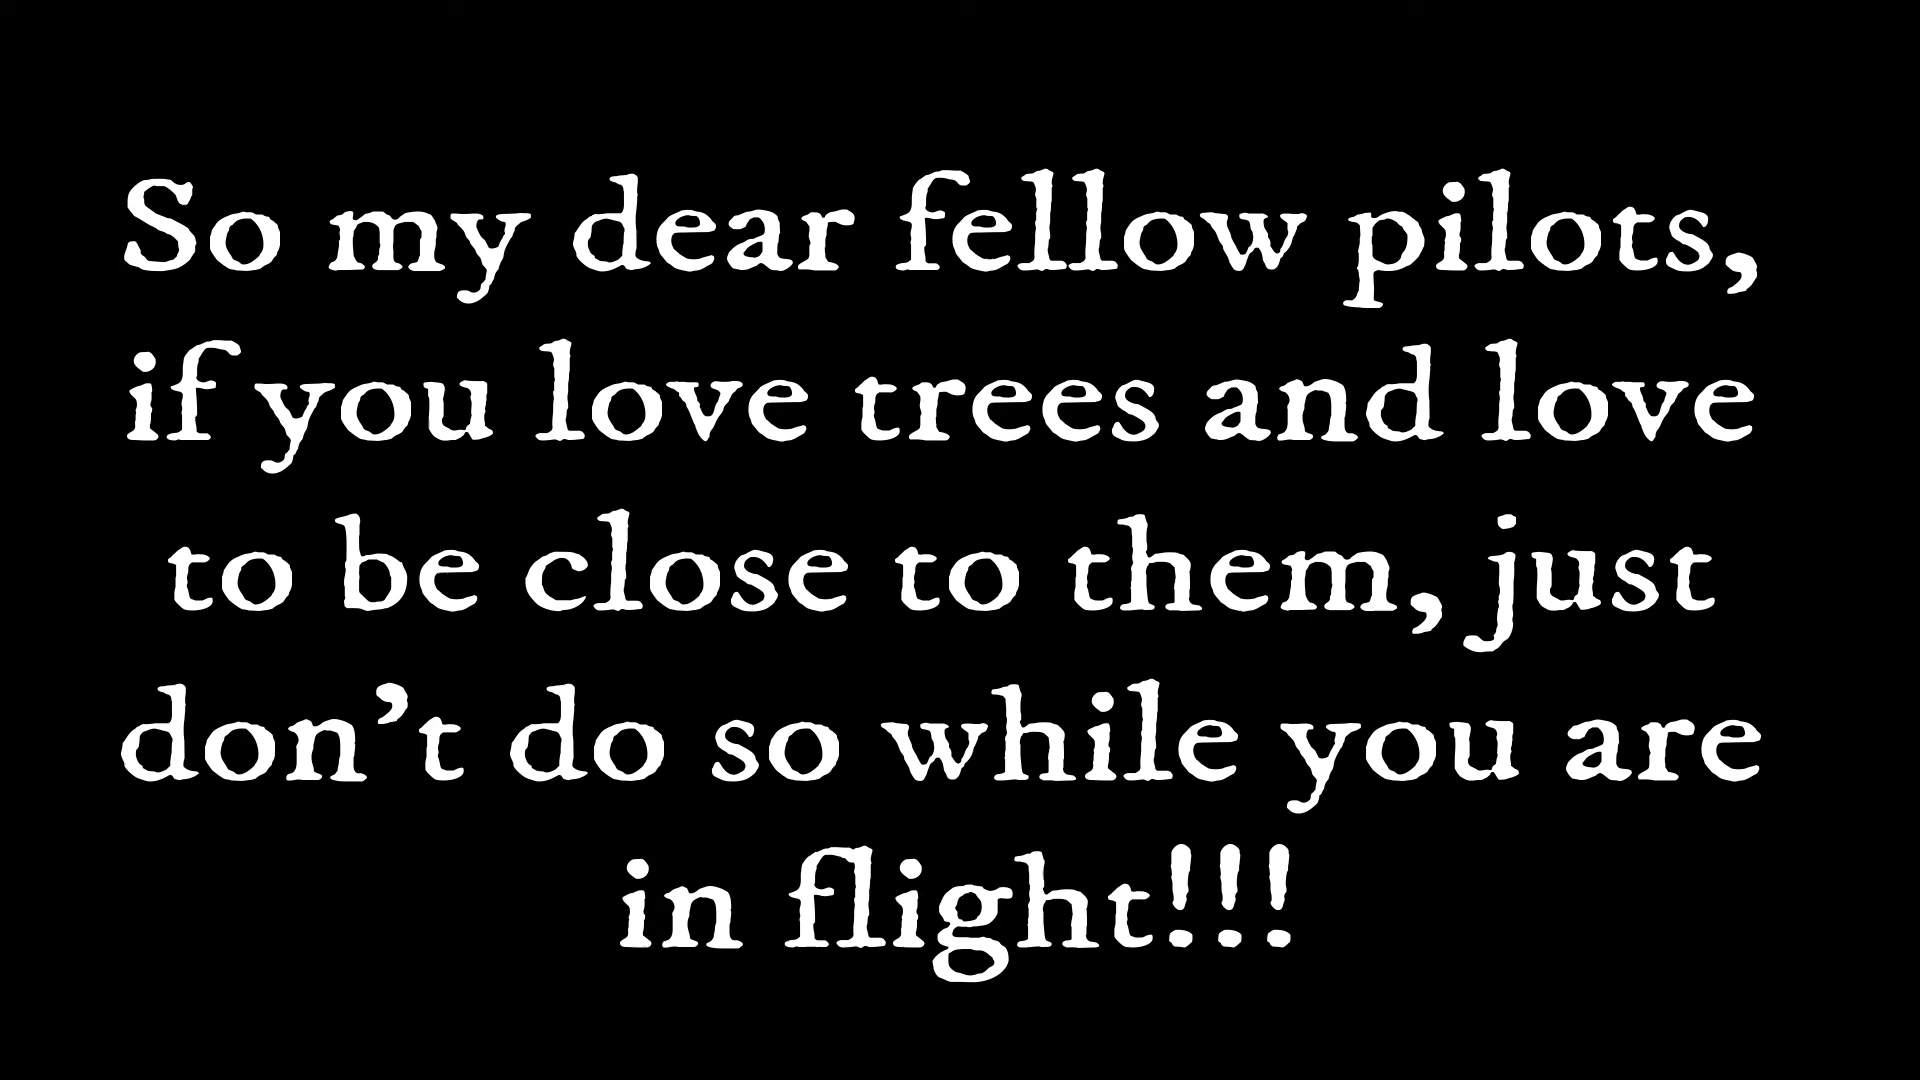 So my dear fellow pilots,
if you love trees and love
to be close to them, just
don’t do so while you are
in flight!!!